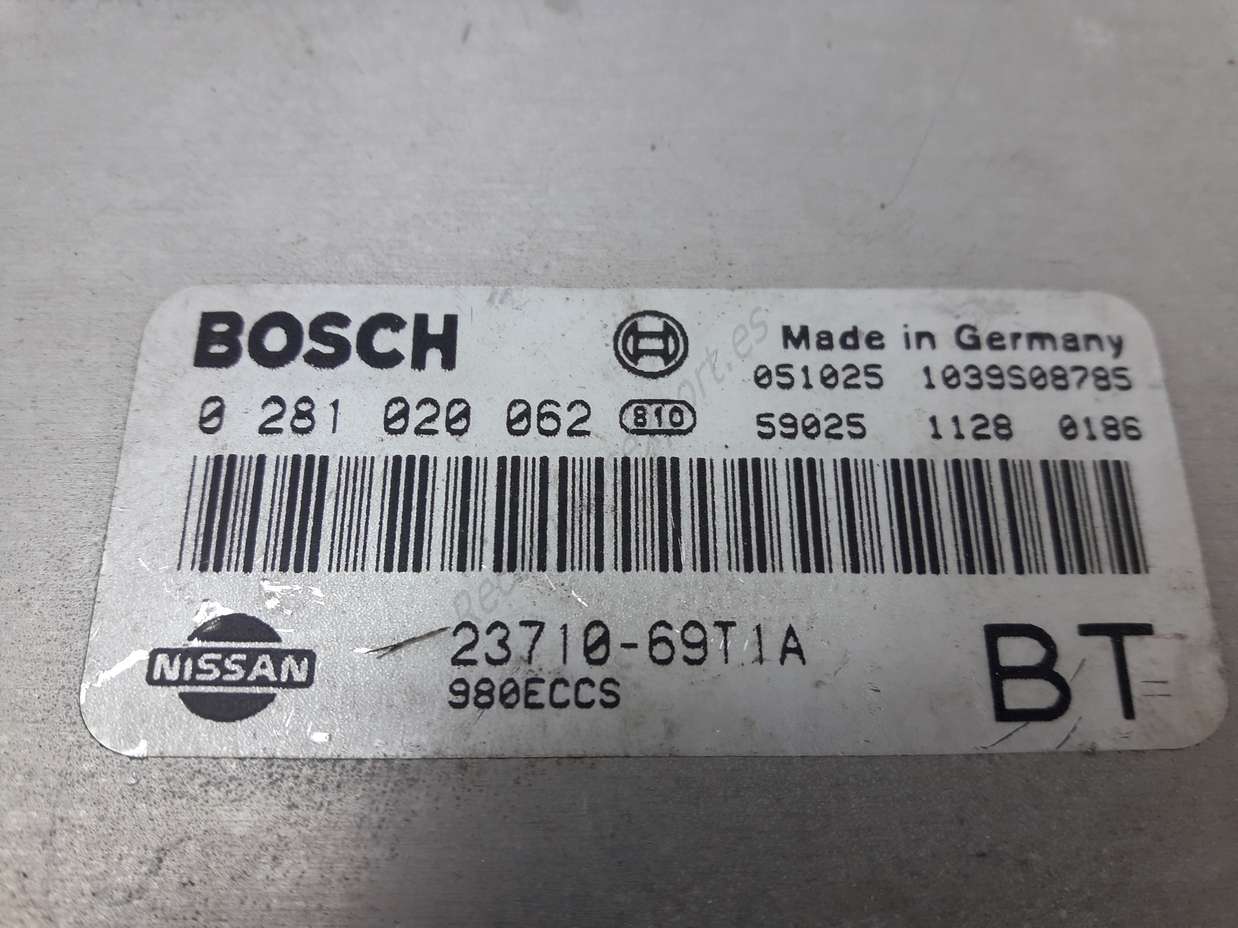 BOSCH
Made in Germany
051025 1039S08785
0 281 020 062 810
59025 1128 0186
NISSAN
23710-69T1A
980ECCS
BT